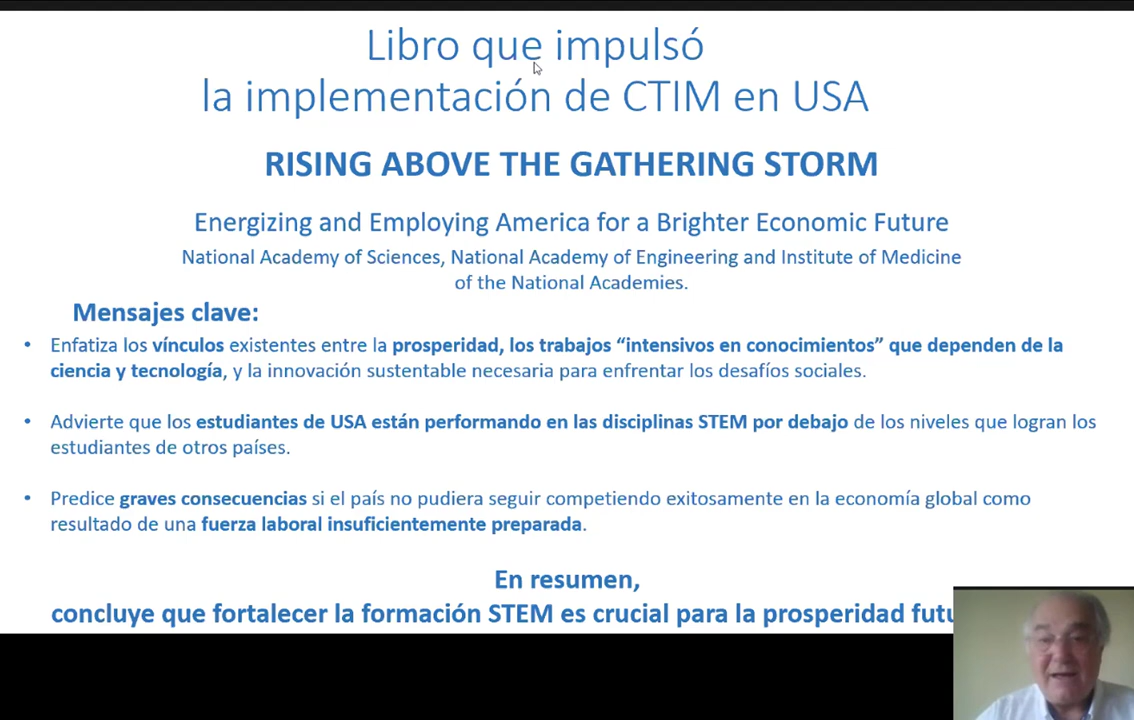 Libro que impulsó
la implementación de CTIM en USA
RISING ABOVE THE GATHERING STORM
Energizing and Employing America for a Brighter Economic Future
National Academy of Sciences, National Academy of Engineering and Institute of Medicine
of the National Academies.
Mensajes clave:
• Enfatiza los vínculos existentes entre la prosperidad, los trabajos “intensivos en conocimientos” que dependen de la
ciencia y tecnología, y la innovación sustentable necesaria para enfrentar los desafíos sociales.
• Advierte que los estudiantes de USA están performando en las disciplinas STEM por debajo de los niveles que logran los
estudiantes de otros países.
• Predice graves consecuencias si el país no pudiera seguir compitiendo exitosamente en la economía global como
resultado de una fuerza laboral insuficientemente preparada.
En resumen,
concluye que fortalecer la formación STEM es crucial para la prosperidad